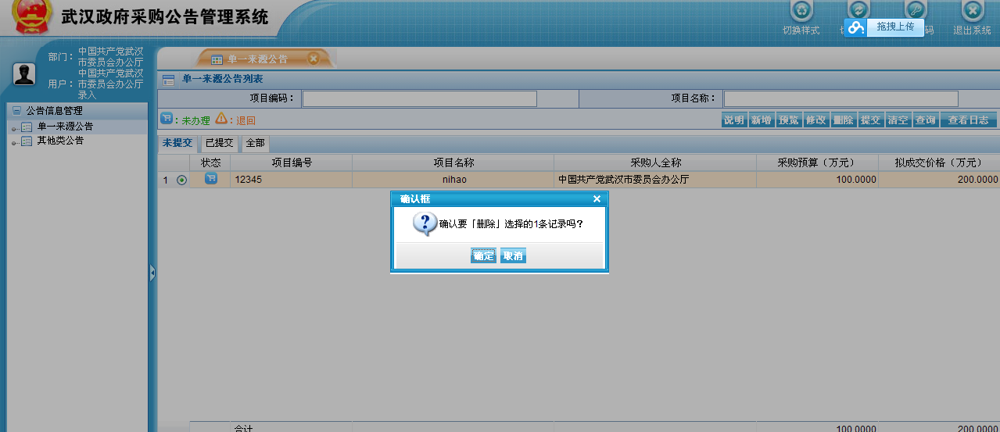 武汉政府采购公告管理系统
切换样式
拖拽上传
码
退出系统
部门：
中国共产党武汉
市委员会办公厅
用户：
中国共产党武汉
市委员会办公厅
录入
公告信息管理
单一来源公告
其他类公告
单一来源公告
单一来源公告列表
项目编码：
项目名称：
：未办理 ：退回
说明 新增 预览 修改 删除 提交 清空 查询 查看日志
未提交 已提交 全部
状态 项目编号 项目名称 采购人全称 采购预算（万元） 拟成交价格（万元）
1 12345 nihao 中国共产党武汉市委员会办公厅 100.0000 200.0000
确认框
确认要「删除」选择的1条记录吗?
确定 取消
合计 100.0000 200.0000